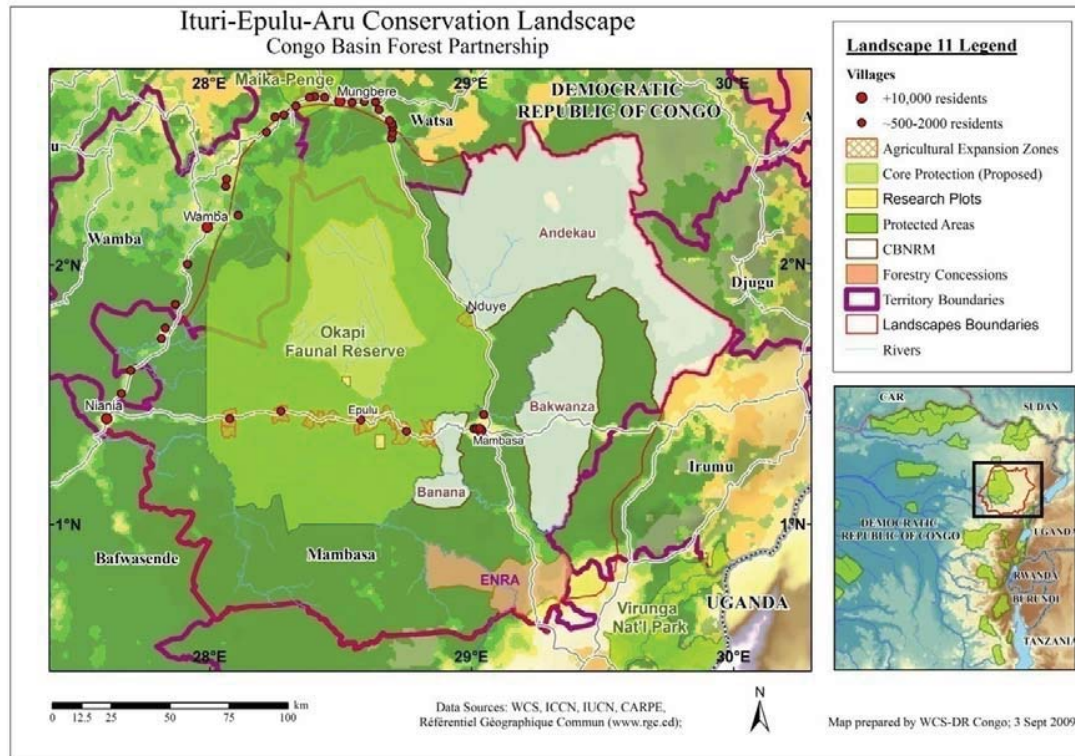 Ituri-Epulu-Aru Conservation Landscape
Congo Basin Forest Partnership
28°E
29°E
30°E
Maika-Penge
Mungbere
DEMOCRATIC
REPUBLIC OF CONGO
Watsa
Wamba
Wamba
Andekau
2°N
2°N
Djugu
Nduye
Okapi
Faunal Reserve
Niania
Epulu
Bakwanza
Mambasa
Irumu
Banana
1°N
1°N
Bafwasende
Mambasa
ENRA
Virunga
Nat'l Park
UGANDA
28°E
29°E
30°E
Landscape 11 Legend
Villages
+10,000 residents
~500-2000 residents
Agricultural Expansion Zones
Core Protection (Proposed)
Research Plots
Protected Areas
CBNRM
Forestry Concessions
Territory Boundaries
Landscapes Boundaries
Rivers
CAR
SUDAN
DEMOCRATIC
REPUBLIC OF CONGO
UGANDA
RWANDA
BURUNDI
TANZANIA
km
0 12.5 25 50 75 100
Data Sources: WCS, ICCN, IUCN, CARPE,
Référentiel Géographique Commun (www.rgc.cd);
N
Map prepared by WCS-DR Congo; 3 Sept 2009